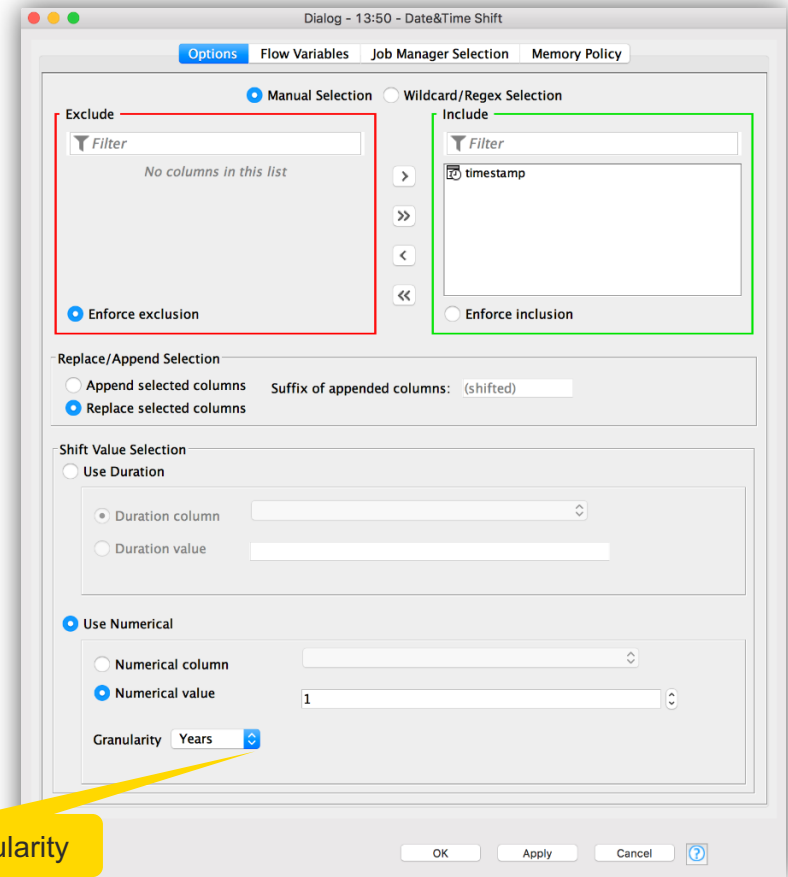 Dialog - 13:50 - Date&Time Shift
Options Flow Variables Job Manager Selection Memory Policy
Manual Selection Wildcard/Regex Selection
Exclude
Filter
No columns in this list
Enforce exclusion
>
>>
<
<<
Include
Filter
timestamp
Enforce inclusion
Replace/Append Selection
Append selected columns Suffix of appended columns: (shifted)
Replace selected columns
Shift Value Selection
Use Duration
Duration column
Duration value
Use Numerical
Numerical column
Numerical value 1
Granularity Years
OK Apply Cancel ?